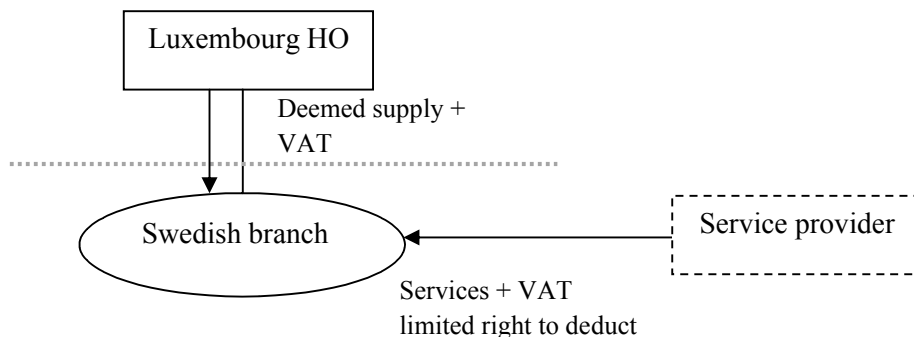 Luxembourg HO
Deemed supply +
VAT
Swedish branch
Service provider
Services + VAT
limited right to deduct